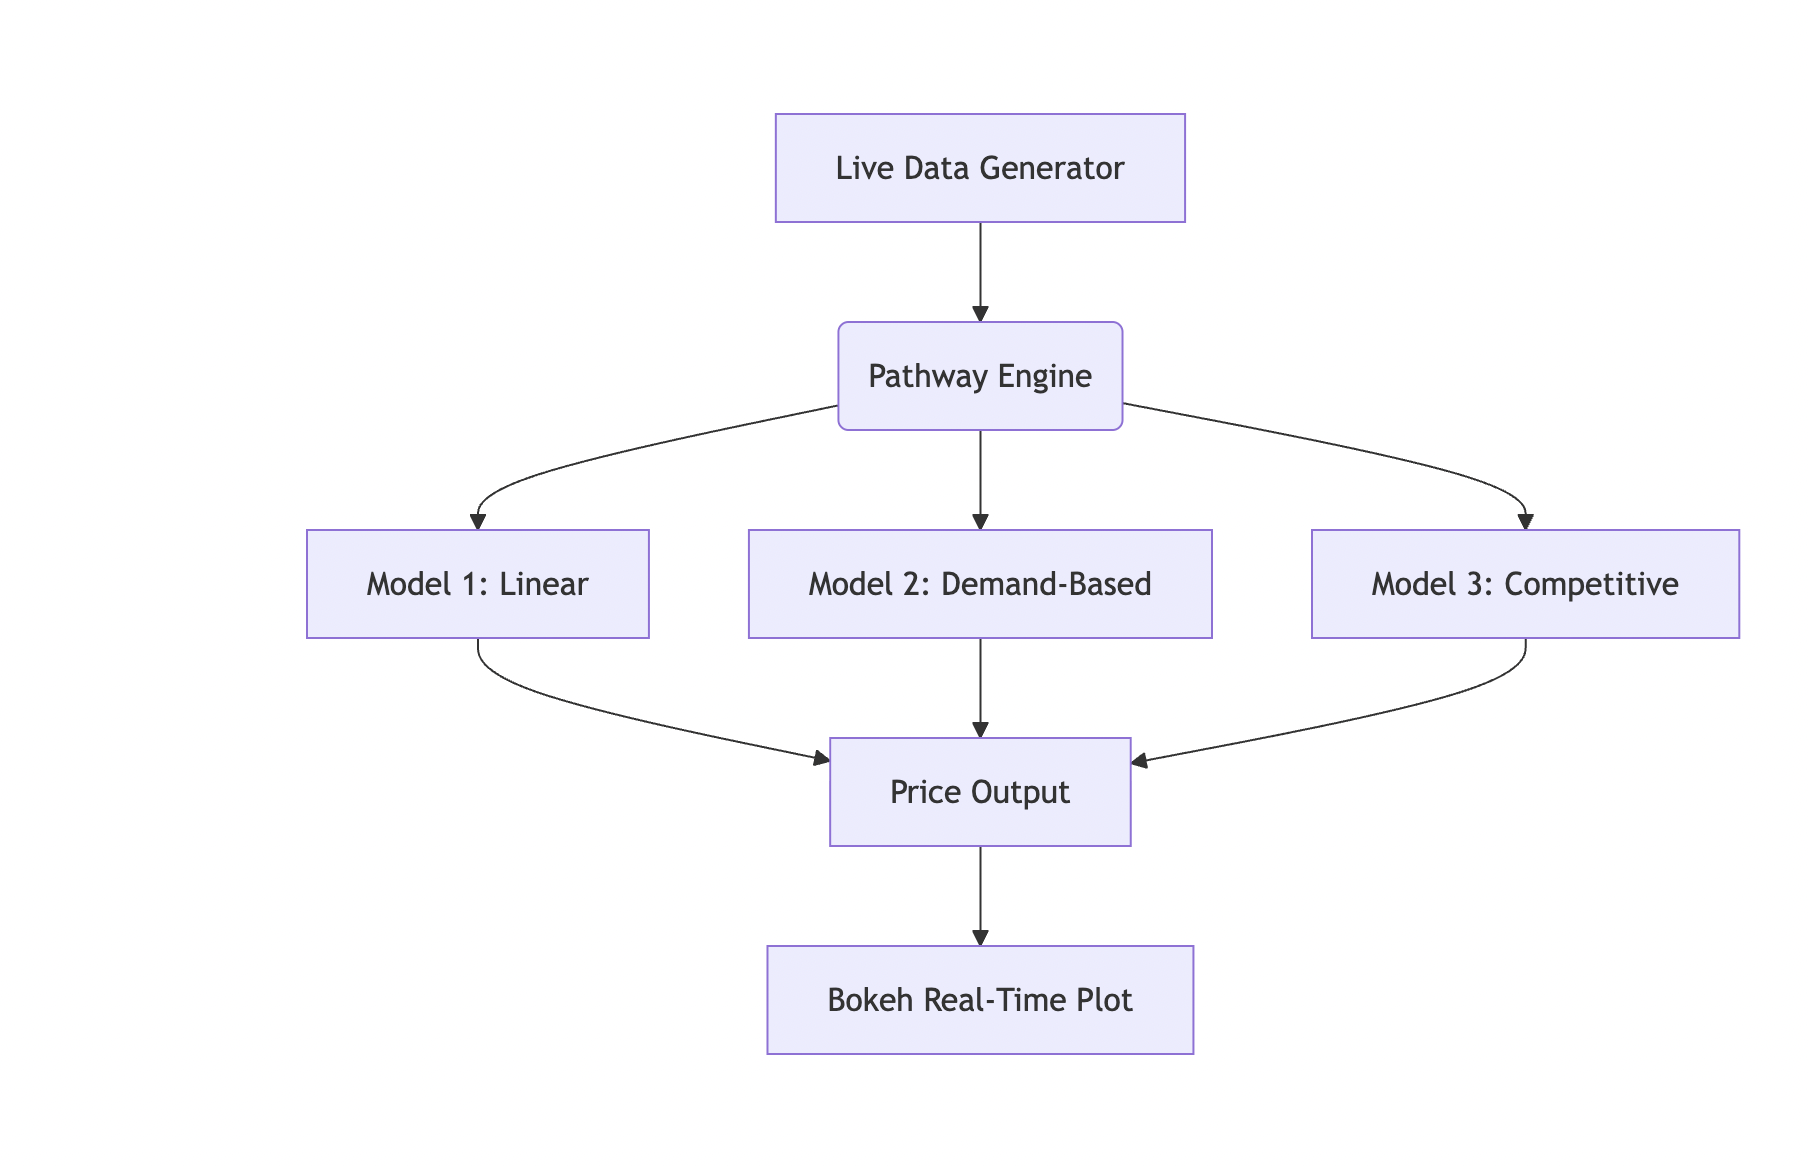 Live Data Generator
Pathway Engine
Model 1: Linear
Model 2: Demand-Based
Model 3: Competitive
Price Output
Bokeh Real-Time Plot